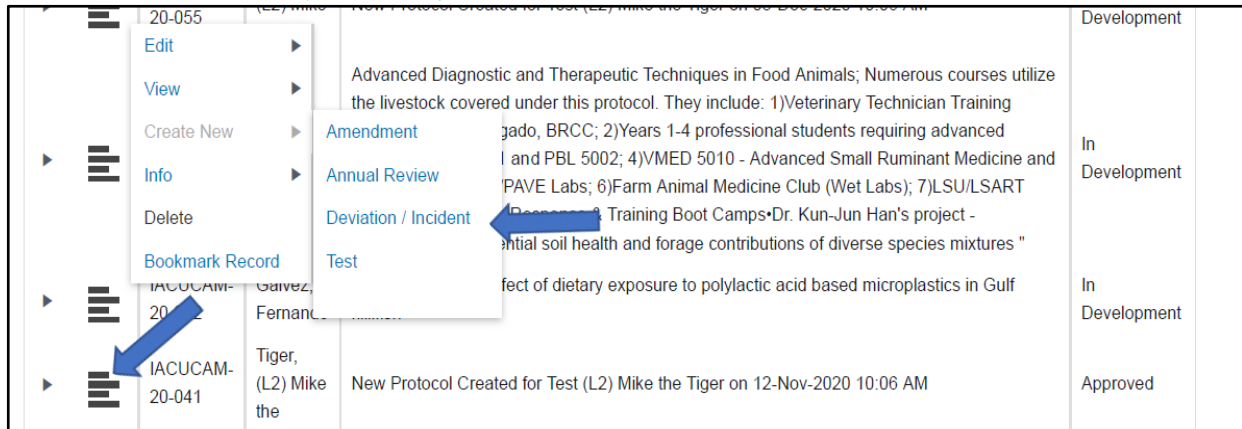 20-055
Development
Edit
View
Create New
Info
Delete
Bookmark Record
Amendment
Annual Review
Deviation / Incident
Test
Advanced Diagnostic and Therapeutic Techniques in Food Animals; Numerous courses utilize
the livestock covered under this protocol. They include: 1)Veterinary Technician Training
BRCC; 2)Years 1-4 professional students requiring advanced
and PBL 5002; 4)VMED 5010 - Advanced Small Ruminant Medicine and
/PAVE Labs; 6)Farm Animal Medicine Club (Wet Labs); 7)LSU/LSART
& Training Boot Camps•Dr. Kun-Jun Han's project -
soil health and forage contributions of diverse species mixtures "
In
Development
of dietary exposure to polylactic acid based microplastics in Gulf
In
Development
IACUCAM-
20-041
Tiger,
(L2) Mike
the
New Protocol Created for Test (L2) Mike the Tiger on 12-Nov-2020 10:06 AM
Approved